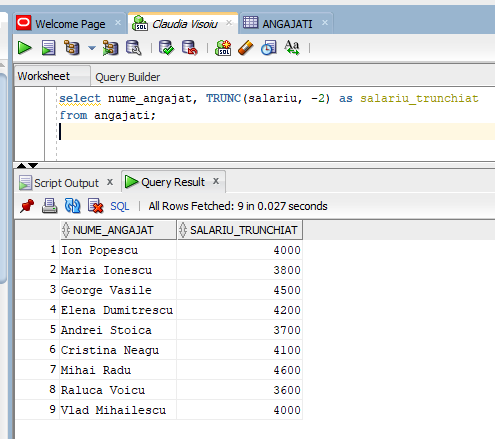 Welcome Page Claudia Visoiu ANGAJATI
Worksheet Query Builder
select nume_angajat, TRUNC(salariu, -2) as salariu_trunchiat
from angajati;
Script Output x Query Result x
SQL | All Rows Fetched: 9 in 0.027 seconds
NUME_ANGAJAT SALARIU_TRUNCHIAT
1 Ion Popescu 4000
2 Maria Ionescu 3800
3 George Vasile 4500
4 Elena Dumitrescu 4200
5 Andrei Stoica 3700
6 Cristina Neagu 4100
7 Mihai Radu 4600
8 Raluca Voicu 3600
9 Vlad Mihailescu 4000